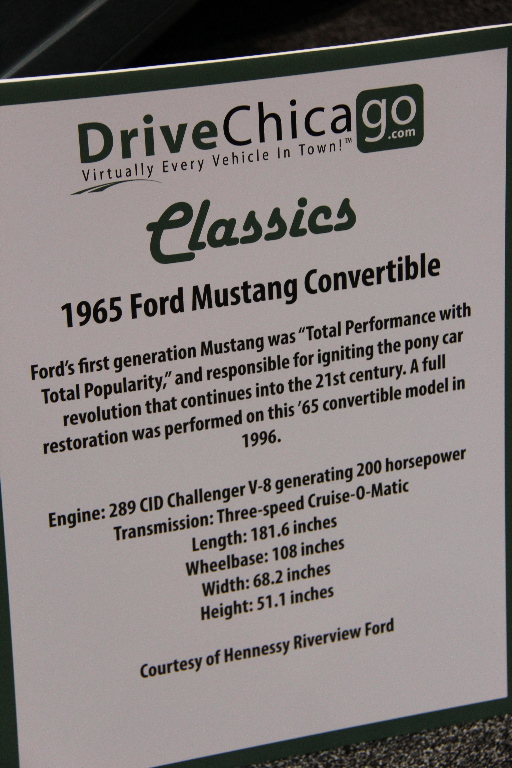 DriveChicago.com
Virtually Every Vehicle In Town!™
Classics
1965 Ford Mustang Convertible
Ford's first generation Mustang was "Total Performance with
Total Popularity," and responsible for igniting the pony car
revolution that continues into the 21st century. A full
restoration was performed on this '65 convertible model in
1996.
Engine: 289 CID Challenger V-8 generating 200 horsepower
Transmission: Three-speed Cruise-O-Matic
Length: 181.6 inches
Wheelbase: 108 inches
Width: 68.2 inches
Height: 51.1 inches
Courtesy of Hennessy Riverview Ford